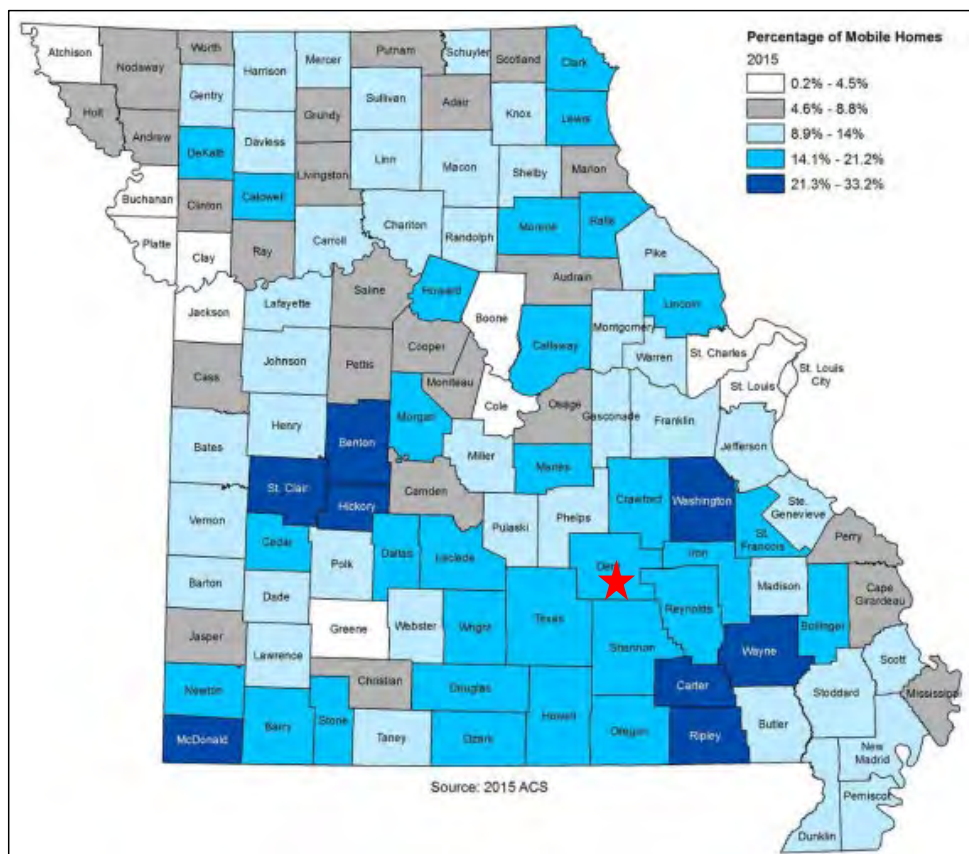 Percentage of Mobile Homes
2015
0.2% - 4.5%
4.6% - 8.8%
8.9% - 14%
14.1% - 21.2%
21.3% - 33.2%
Atchison
Nodaway
Worth
Harrison
Mercer
Putnam
Schuyler
Scotland
Clark
Gentry
Sullivan
Adair
Knox
Lewis
Holt
Andrew
DeKalb
Daviess
Grundy
Linn
Macon
Shelby
Marion
Buchanan
Clinton
Caldwell
Livingston
Chariton
Randolph
Monroe
Ralls
Pike
Platte
Clay
Ray
Carroll
Saline
Howard
Audrain
Jackson
Lafayette
Boone
Callaway
Montgomery
Lincoln
Warren
St. Charles
St. Louis
St. Louis
City
Cass
Johnson
Pettis
Cooper
Moniteau
Cole
Osage
Gasconade
Franklin
Jefferson
Bates
Henry
Benton
Morgan
Miller
Maries
St. Clair
Hickory
Camden
Crawford
Washington
Ste.
Genevieve
Vernon
Cedar
Polk
Dallas
Laclede
Pulaski
Phelps
Iron
St.
Francois
Perry
Barton
Dade
Madison
Cape
Girardeau
Jasper
Greene
Webster
Wright
Texas
Reynolds
Bollinger
Lawrence
Shannon
Wayne
Scott
Newton
Christian
Douglas
Carter
Stoddard
Mississippi
McDonald
Barry
Stone
Taney
Ozark
Howell
Oregon
Ripley
Butler
New
Madrid
Pemiscot
Dunklin
Source: 2015 ACS